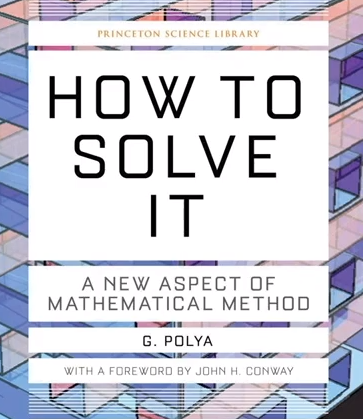 PRINCETON SCIENCE LIBRARY
HOW TO
SOLVE
IT
A NEW ASPECT OF
MATHEMATICAL METHOD
G. POLYA
WITH A FOREWORD BY JOHN H. CONWAY